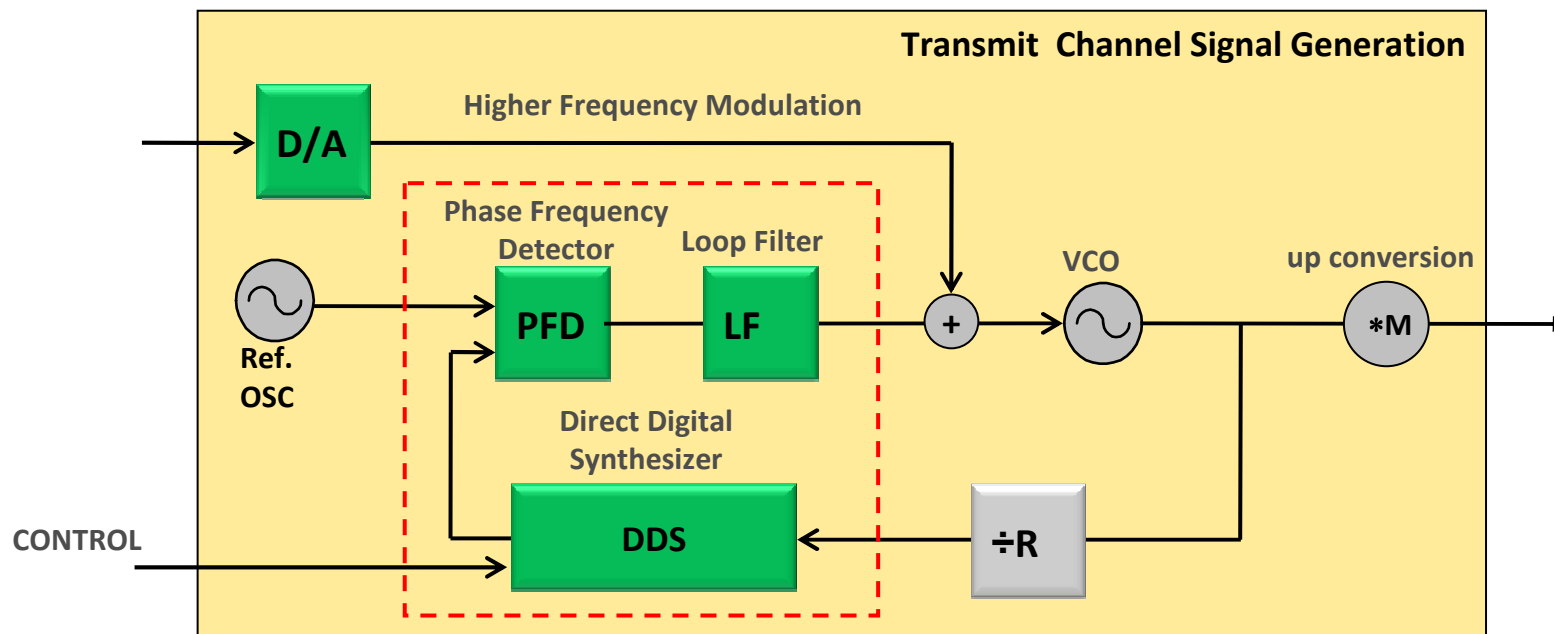 Transmit Channel Signal Generation
Higher Frequency Modulation
D/A
Phase Frequency
Detector
Loop Filter
VCO
up conversion
PFD
LF
+
*M
Ref.
OSC
Direct Digital
Synthesizer
CONTROL
DDS
÷R